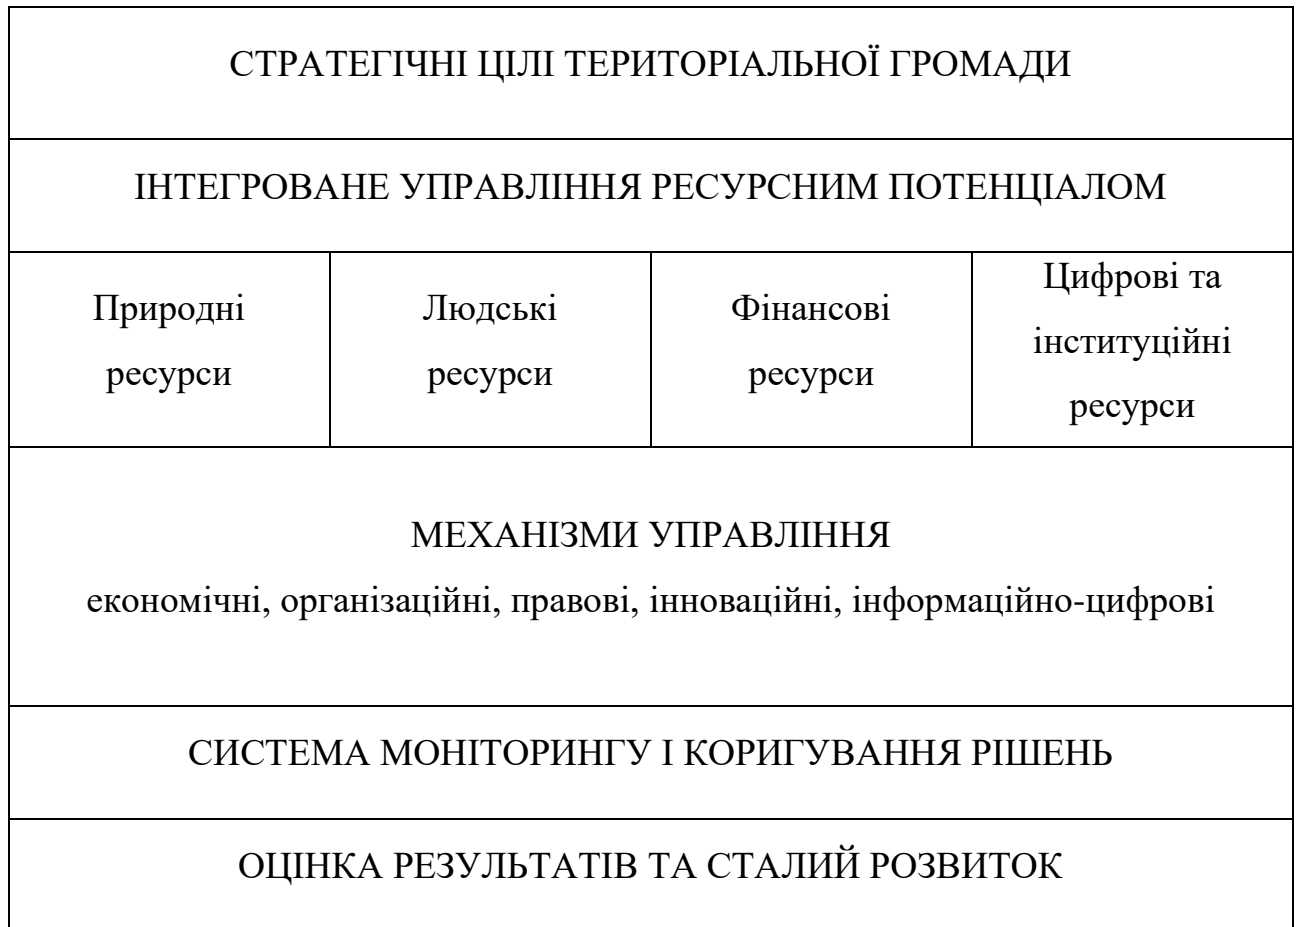 СТРАТЕГІЧНІ ЦІЛІ ТЕРИТОРІАЛЬНОЇ ГРОМАДИ
ІНТЕГРОВАНЕ УПРАВЛІННЯ РЕСУРСНИМ ПОТЕНЦІАЛОМ
Природні
ресурси
Людські
ресурси
Фінансові
ресурси
Цифрові та
інституційні
ресурси
МЕХАНІЗМИ УПРАВЛІННЯ
економічні, організаційні, правові, інноваційні, інформаційно-цифрові
СИСТЕМА МОНІТОРИНГУ І КОРИГУВАННЯ РІШЕНЬ
ОЦІНКА РЕЗУЛЬТАТІВ ТА СТАЛИЙ РОЗВИТОК